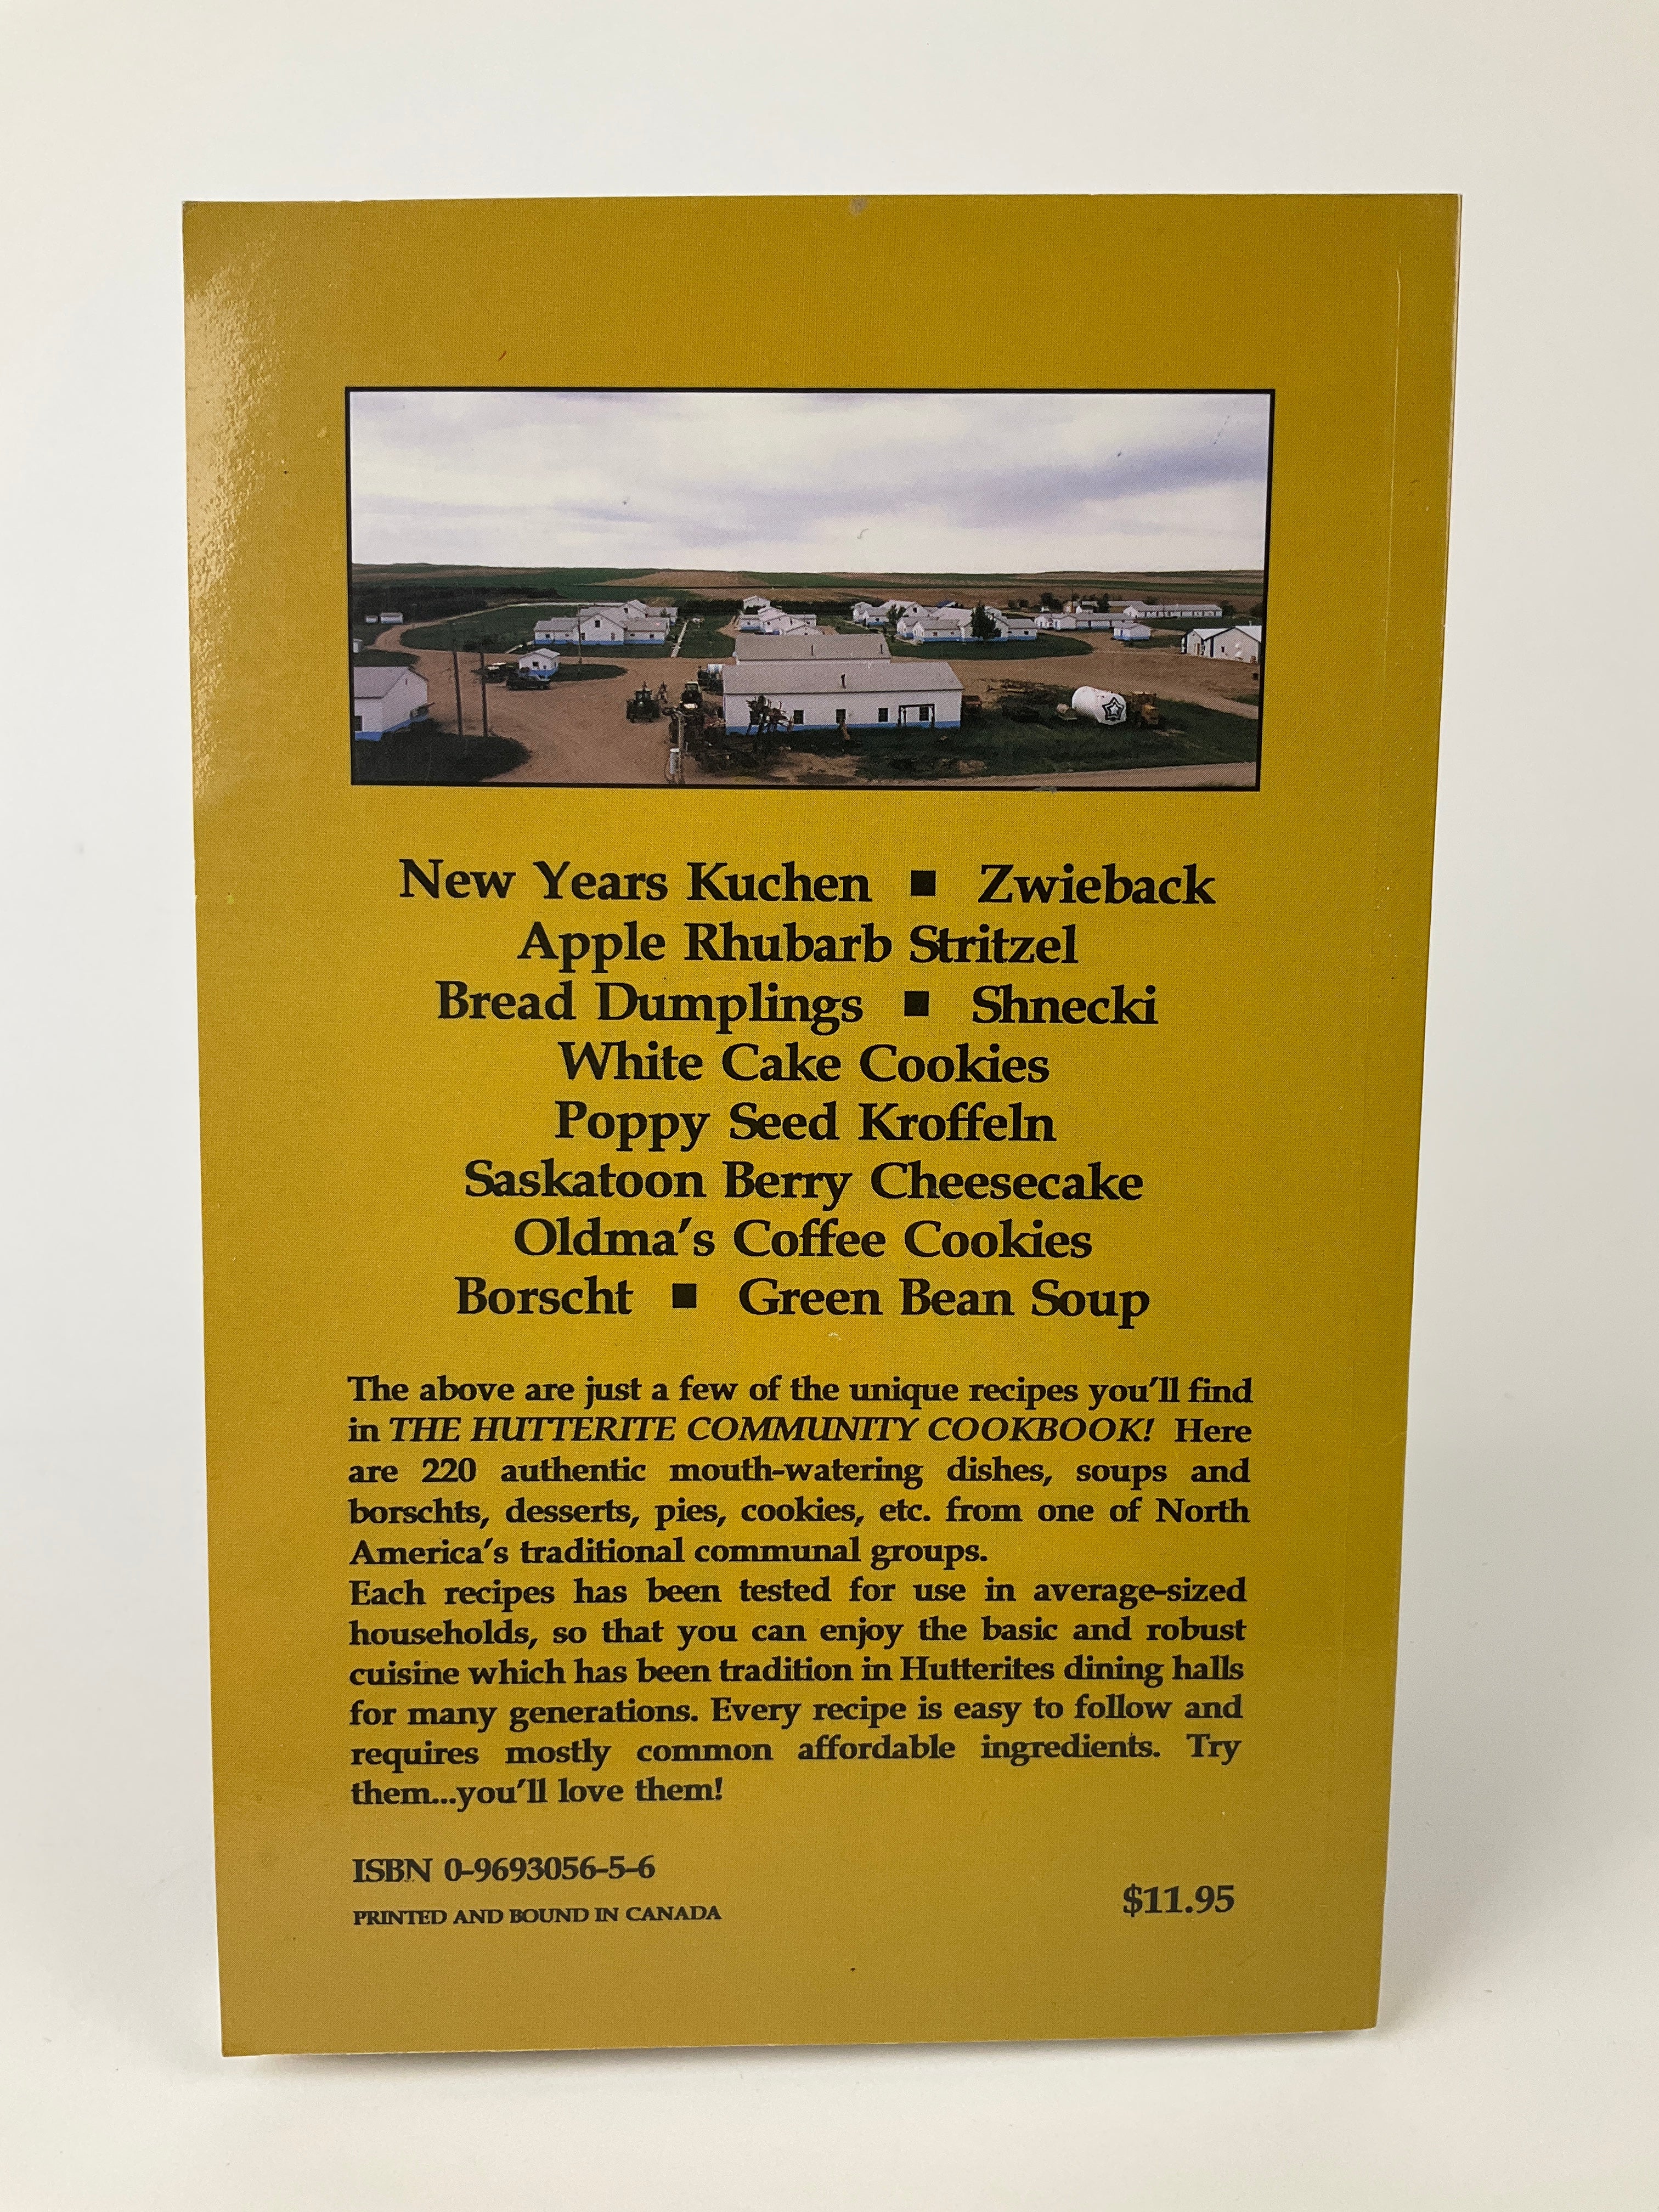 New Years Kuchen ■ Zwieback
Apple Rhubarb Stritzel
Bread Dumplings ■ Shnecki
White Cake Cookies
Poppy Seed Kroffeln
Saskatoon Berry Cheesecake
Oldma's Coffee Cookies
Borscht ■ Green Bean Soup
The above are just a few of the unique recipes you'll find
in THE HUTTERITE COMMUNITY COOKBOOK! Here
are 220 authentic mouth-watering dishes, soups and
borschts, desserts, pies, cookies, etc. from one of North
America's traditional communal groups.
Each recipes has been tested for use in average-sized
households, so that you can enjoy the basic and robust
cuisine which has been tradition in Hutterites dining halls
for many generations. Every recipe is easy to follow and
requires mostly common affordable ingredients. Try
them...you'll love them!
ISBN 0-9693056-5-6
PRINTED AND BOUND IN CANADA
$11.95